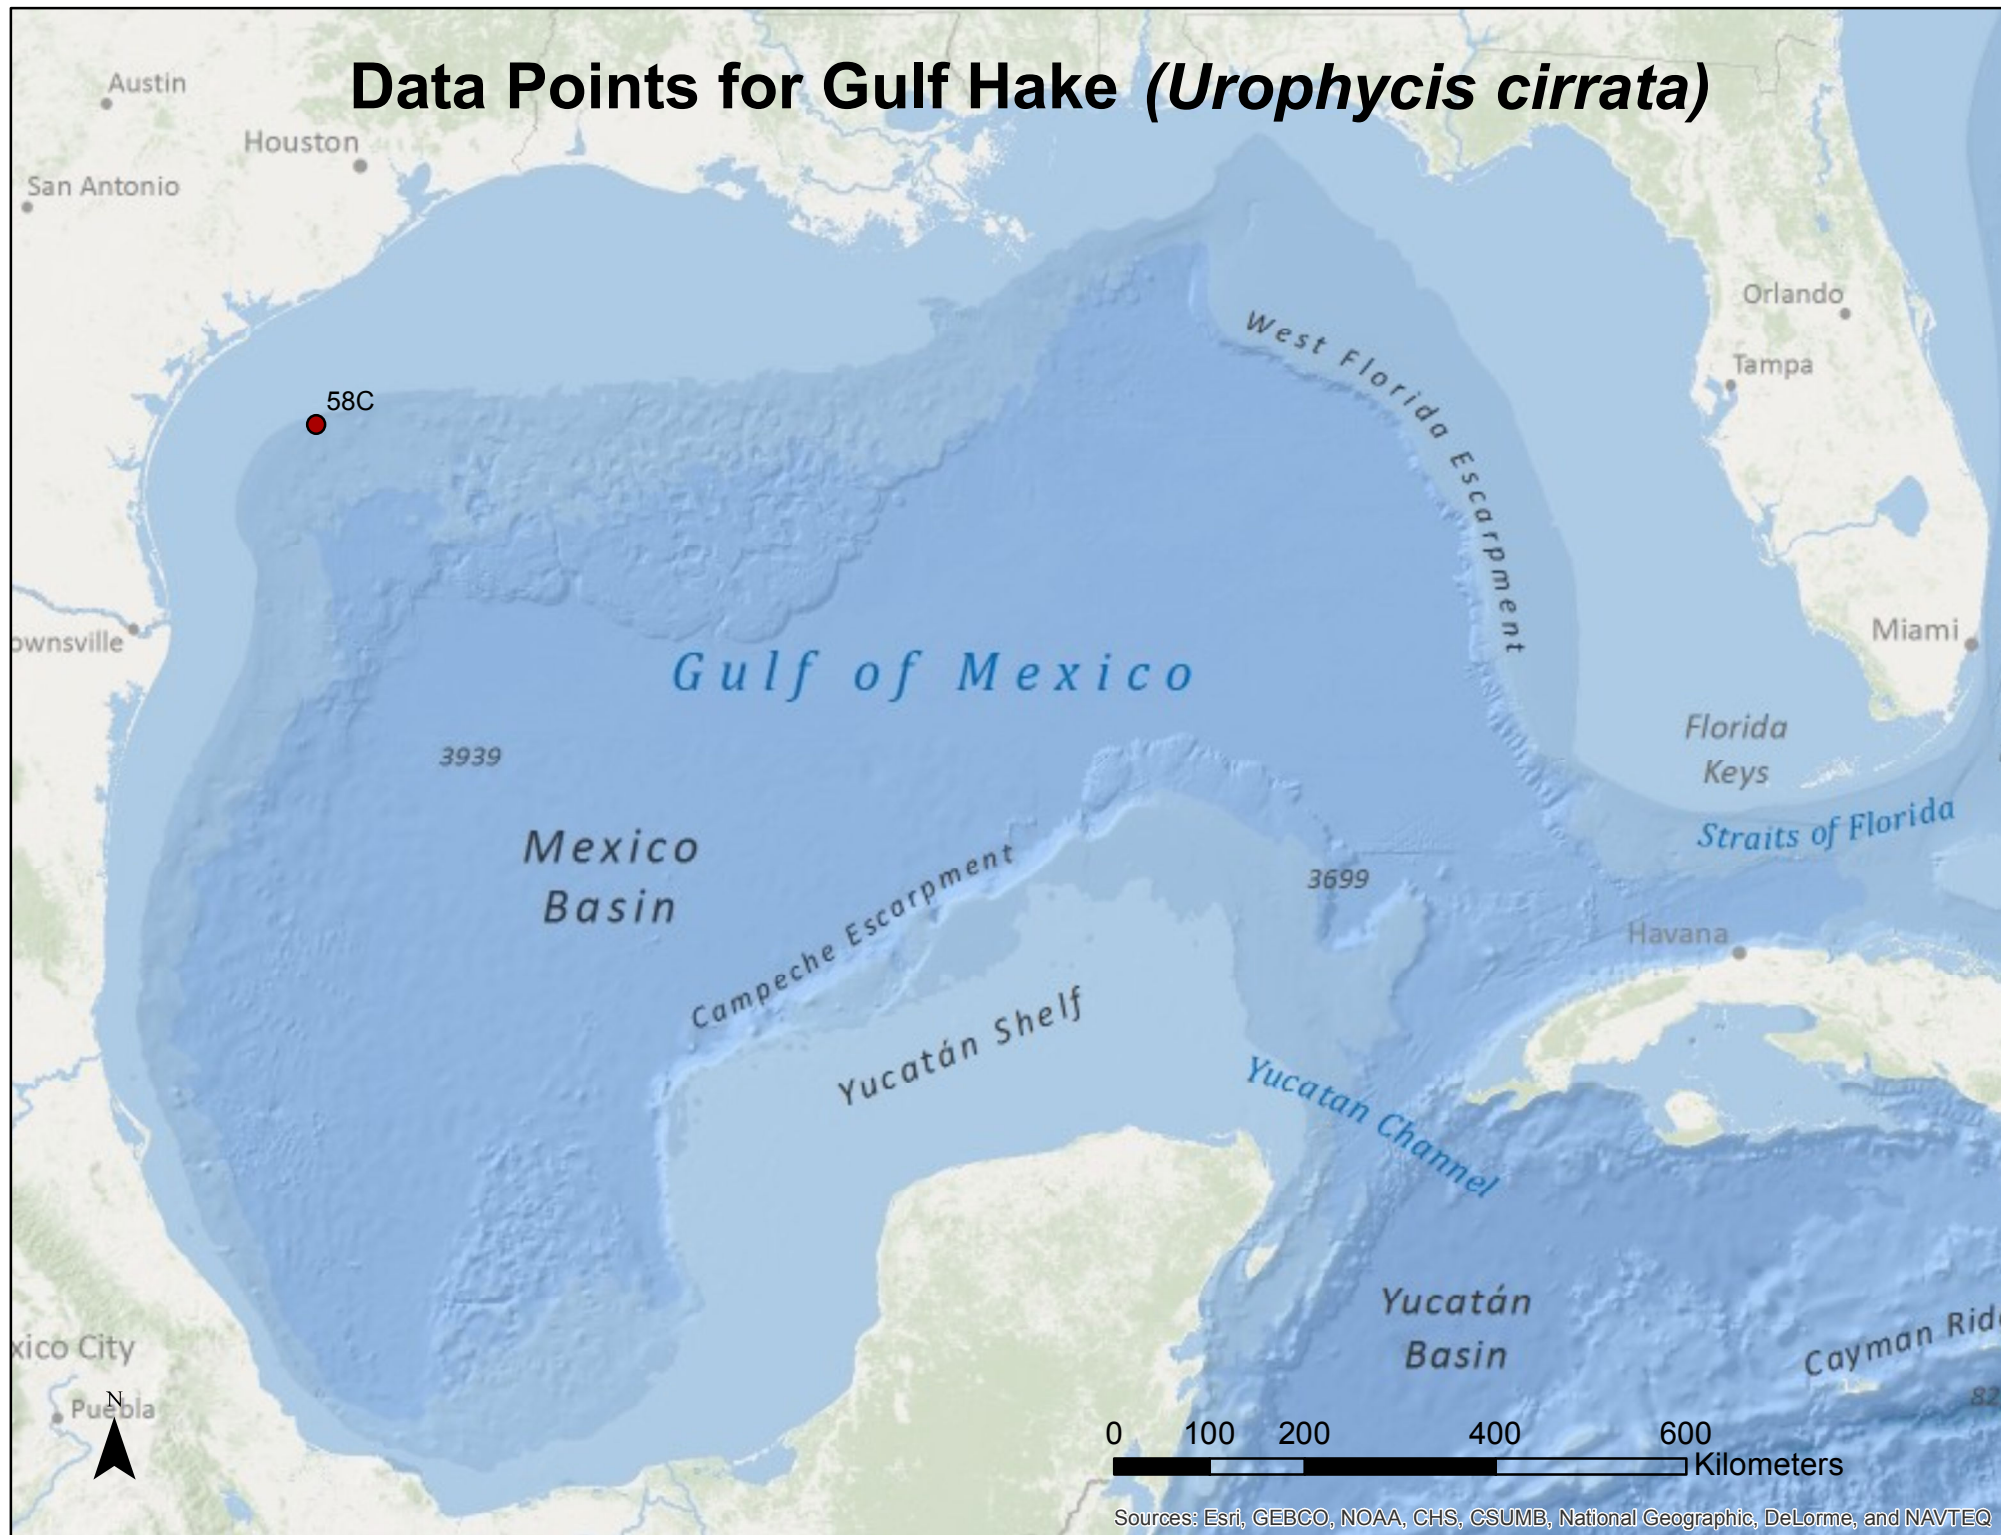 Data Points for Gulf Hake (Urophycis cirrata)
Austin
Houston
San Antonio
Orlando
West Florida Escarpment
Tampa
58C
ownsville
Miami
Gulf of Mexico
Florida
Keys
3939
Straits of Florida
Mexico
Basin
Campeche Escarpment
3699
Havana
Yucatán Shelf
Yucatan Channel
Yucatán
Basin
Cayman Rid
xico City
82
N
Puebla
0 100 200 400 600
Kilometers
Sources: Esri, GEBCO, NOAA, CHS, CSUMB, National Geographic, DeLorme, and NAVTEQ